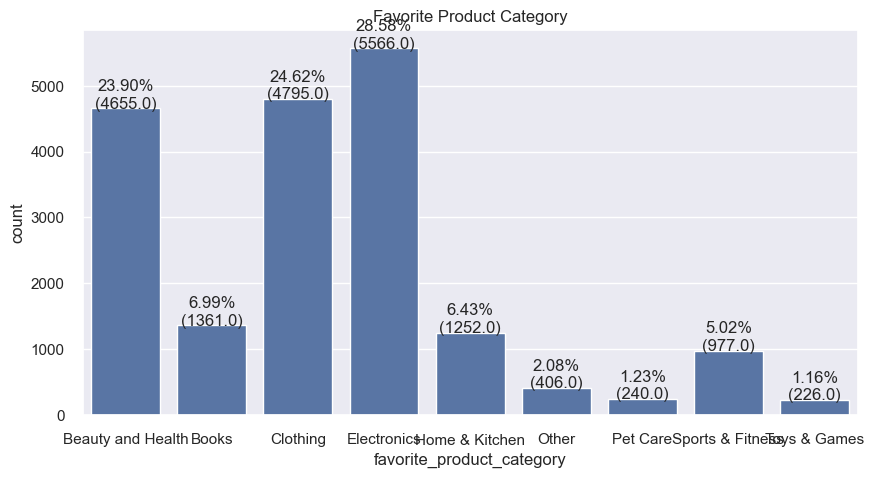 Favorite Product Category
28.58%
(5566.0)
24.62%
(4795.0)
23.90%
(4655.0)
6.99%
(1361.0)
6.43%
(1252.0)
5.02%
(977.0)
2.08%
(406.0)
1.23%
(240.0)
1.16%
(226.0)
5000
4000
3000
2000
1000
0
count
Beauty and Health
Books
Clothing
Electronics
Home & Kitchen
Other
Pet Care
Sports & Fitness
Toys & Games
favorite_product_category